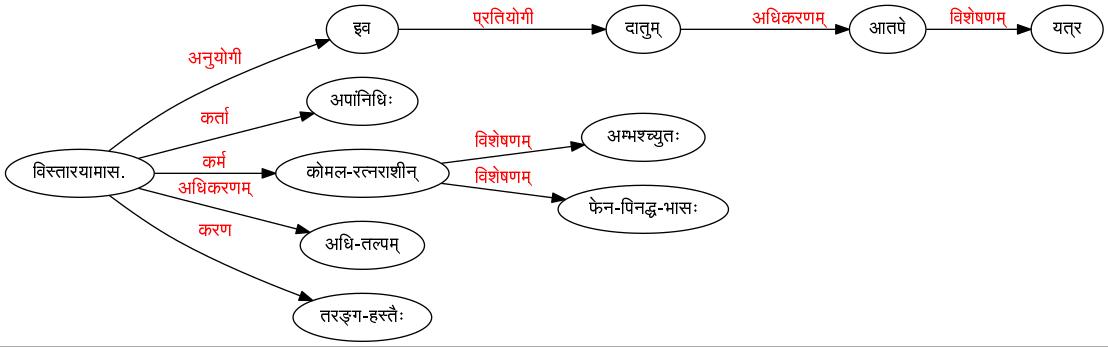 इव प्रतियोगी दातुम् अधिकरणम् आतपे विशेषणम् यत्र
अनुयोगी
अपांनिधिः
कर्ता
विशेषणम् अम्भश्च्युतः
विस्तारयामास. कर्म कोमल-रत्नराशीन्
अधिकरणम् विशेषणम्
फेन-पिनद्ध-भासः
करण अधि-तल्पम्
तरङ्ग-हस्तैः